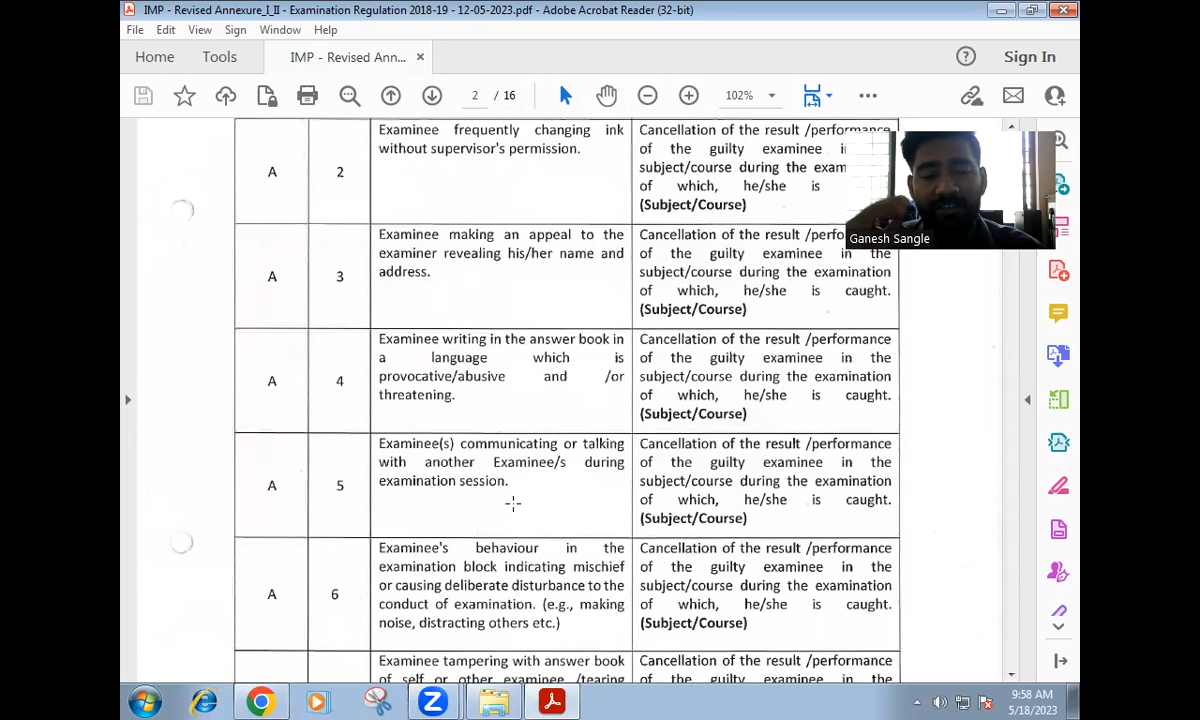 IMP - Revised Annexure_I_II - Examination Regulation 2018-19 - 12-05-2023.pdf - Adobe Acrobat Reader (32-bit)
File Edit View Sign Window Help
Home Tools IMP - Revised Ann... × Sign In
2 / 16 102%
A 2 Examinee frequently changing ink without supervisor's permission.
Cancellation of the result /performance
of the guilty examinee
subject/course during the
of which, he/she is
(Subject/Course)
Ganesh Sangle
A 3
Examinee making an appeal to the
examiner revealing his/her name and
address.
Cancellation of the result
of the guilty examinee in the
subject/course during the examination
of which, he/she is caught.
(Subject/Course)
A 4
Examinee writing in the answer book in
a language which is
provocative/abusive and /or
threatening.
Cancellation of the result /performance
of the guilty examinee in the
subject/course during the examination
of which, he/she is caught.
(Subject/Course)
A 5
Examinee(s) communicating or talking
with another Examinee/s during
examination session.
Cancellation of the result /performance
of the guilty examinee in the
subject/course during the examination
of which, he/she is caught.
(Subject/Course)
A 6
Examinee's behaviour in the
examination block indicating mischief
or causing deliberate disturbance to the
conduct of examination. (e.g., making
noise, distracting others etc.)
Cancellation of the result /performance
of the guilty examinee in the
subject/course during the examination
of which, he/she is caught.
(Subject/Course)
Examinee tampering with answer book
of self or other examinee /tearing
Cancellation of the result /performance
of the guilty examinee in the
9:58 AM
5/18/2023